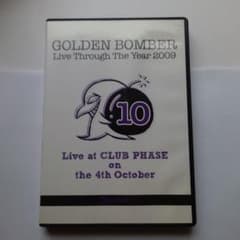 GOLDEN BOMBER
Live Through The Year 2009
10
Live at CLUB PHASE
on
the 4th October